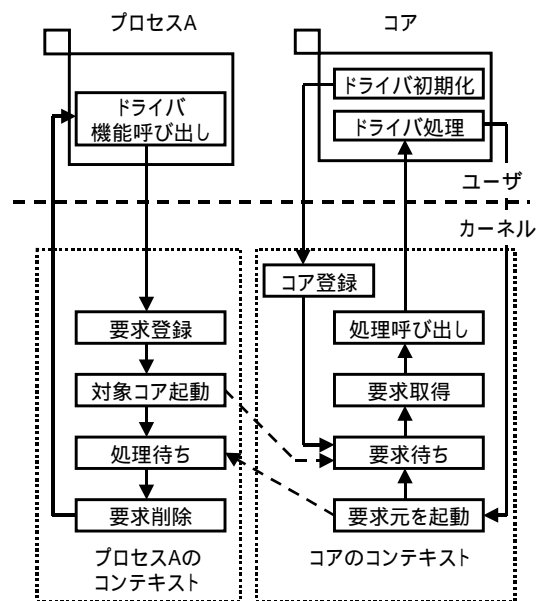 プロセスA
コア
ドライバ
機能呼び出し
ドライバ初期化
ドライバ処理
ユーザ
カーネル
コア登録
要求登録
処理呼び出し
対象コア起動
要求取得
処理待ち
要求待ち
要求削除
要求元を起動
プロセスAの
コンテキスト
コアのコンテキスト